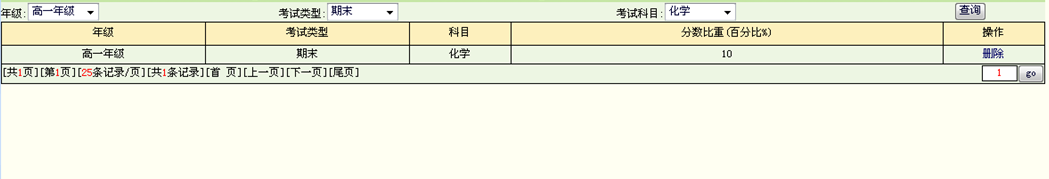 年级: 高一年级 考试类型: 期末 考试科目: 化学 查询
年级 考试类型 科目 分数比重(百分比%) 操作
高一年级 期末 化学 10 删除
[共1页][第1页][25条记录/页][共1条记录][首 页][上一页][下一页][尾页] 1 go